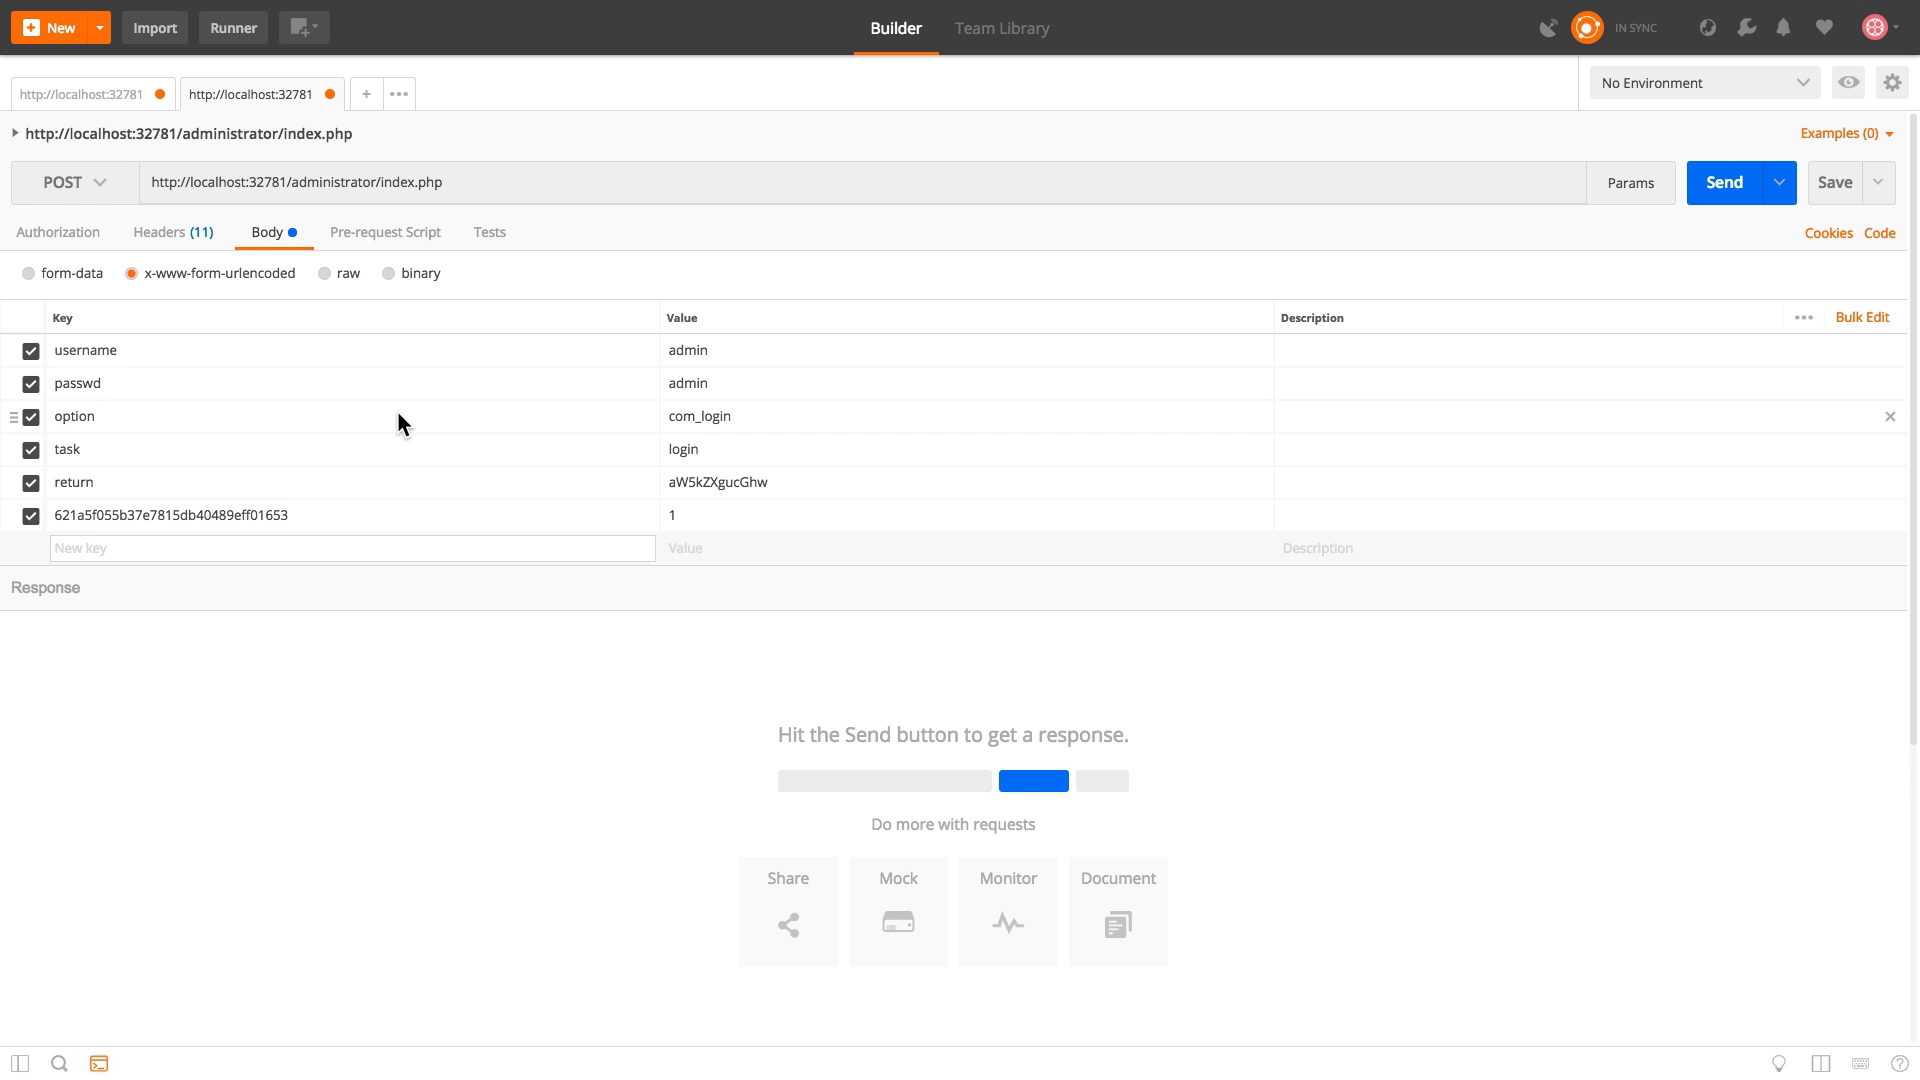 New
Import
Runner
Builder
Team Library
IN SYNC
http://localhost:32781
http://localhost:32781
+
No Environment
http://localhost:32781/administrator/index.php
Examples (0)
POST
http://localhost:32781/administrator/index.php
Params
Send
Save
Authorization
Headers (11)
Body
Pre-request Script
Tests
Cookies
Code
form-data
x-www-form-urlencoded
raw
binary
Key
Value
Description
Bulk Edit
username
admin
passwd
admin
option
com_login
task
login
return
aW5kZXgucGhw
621a5f055b37e7815db40489eff01653
1
New key
Value
Description
Response
Hit the Send button to get a response.
Do more with requests
Share
Mock
Monitor
Document